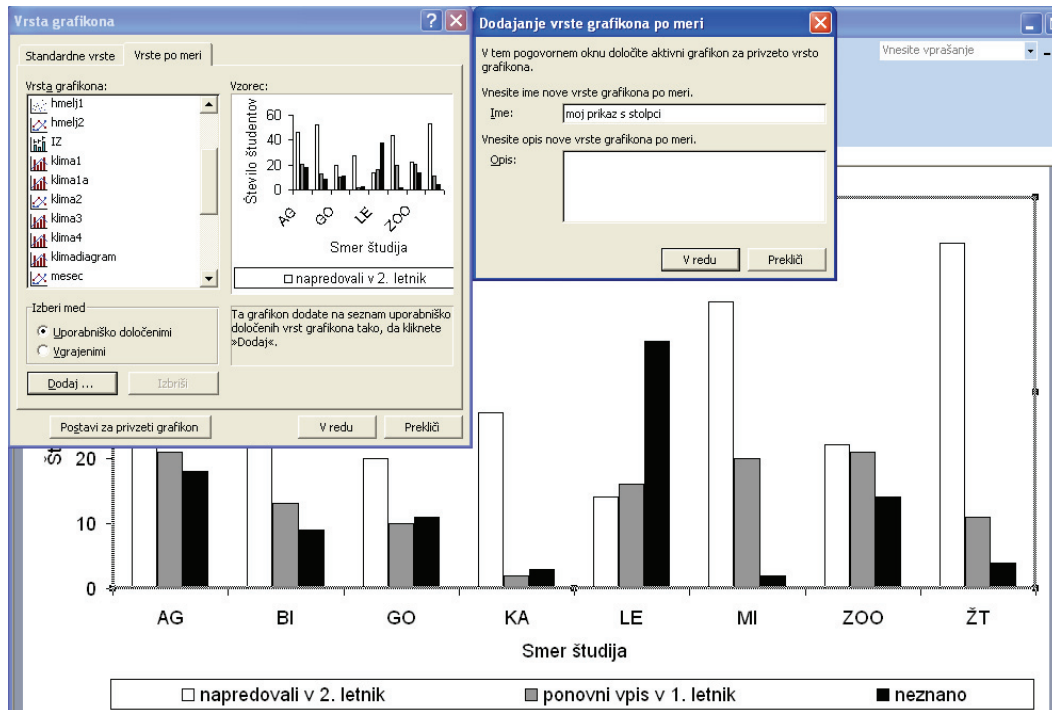 Vrsta grafikona
Standardne vrste
Vrste po meri
Vrsta grafikona:
hmelj1
hmelj2
IZ
klima1
klima1a
klima2
klima3
klima4
klimadiagram
mesec
Vzorec:
Število študentov
60
40
20
0
AG
GO
LE
ZOO
Smer študija
napredovali v 2. letnik
Izberi med
Uporabniško določenimi
Vgrajenimi
Ta grafikon dodate na seznam uporabniško
določenih vrst grafikona tako, da kliknete
»Dodaj«.
Dodaj ...
Izbriši
Postavi za privzeti grafikon
V redu
Prekliči
Dodajanje vrste grafikona po meri
V tem pogovornem oknu določite aktivni grafikon za privzeto vrsto
grafikona.
Vnesite ime nove vrste grafikona po meri.
Ime:
moj prikaz s stolpci
Vnesite opis nove vrste grafikona po meri.
Opis:
V redu
Prekliči
Vnesite vprašanje
20
10
0
AG
BI
GO
KA
LE
MI
ZOO
ŽT
Smer študija
napredovali v 2. letnik
ponovni vpis v 1. letnik
neznano